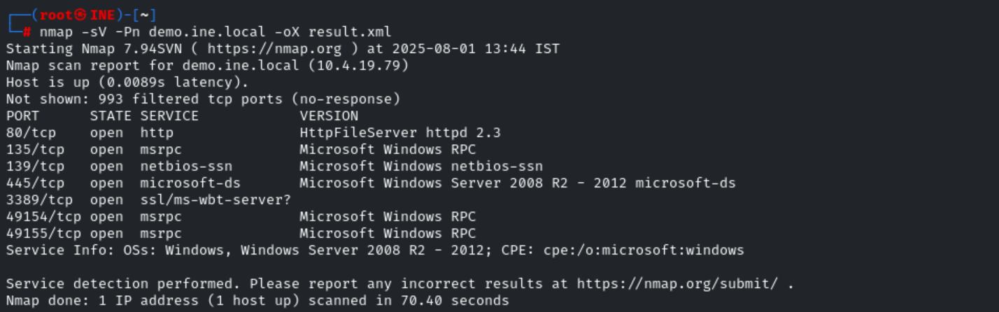 ┌──(root㉿INE)-[~]
└─# nmap -sV -Pn demo.ine.local -oX result.xml
Starting Nmap 7.94SVN ( https://nmap.org ) at 2025-08-01 13:44 IST
Nmap scan report for demo.ine.local (10.4.19.79)
Host is up (0.0089s latency).
Not shown: 993 filtered tcp ports (no-response)
PORT      STATE SERVICE            VERSION
80/tcp    open  http               HttpFileServer httpd 2.3
135/tcp   open  msrpc              Microsoft Windows RPC
139/tcp   open  netbios-ssn        Microsoft Windows netbios-ssn
445/tcp   open  microsoft-ds       Microsoft Windows Server 2008 R2 - 2012 microsoft-ds
3389/tcp  open  ssl/ms-wbt-server?
49154/tcp open  msrpc              Microsoft Windows RPC
49155/tcp open  msrpc              Microsoft Windows RPC
Service Info: OSs: Windows, Windows Server 2008 R2 - 2012; CPE: cpe:/o:microsoft:windows
Service detection performed. Please report any incorrect results at https://nmap.org/submit/ .
Nmap done: 1 IP address (1 host up) scanned in 70.40 seconds